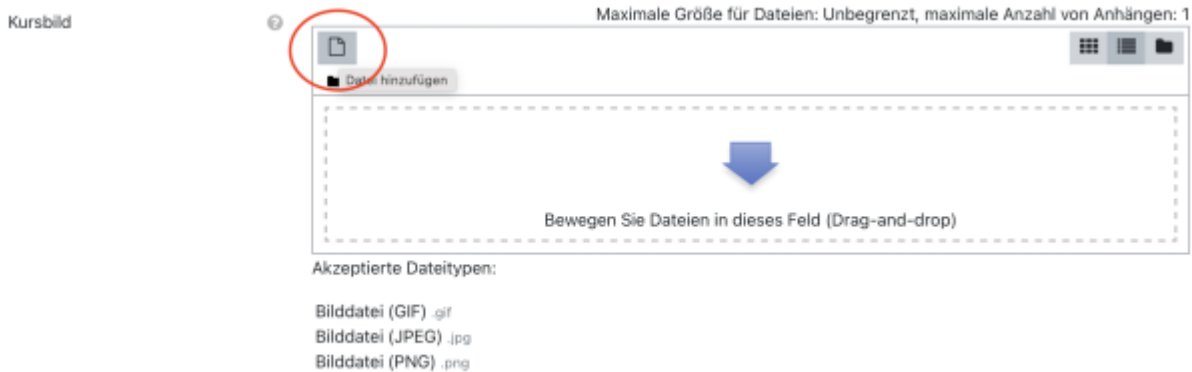 Kursbild
Maximale Größe für Dateien: Unbegrenzt, maximale Anzahl von Anhängen: 1
Datei hinzufügen
Bewegen Sie Dateien in dieses Feld (Drag-and-drop)
Akzeptierte Dateitypen:
Bilddatei (GIF) .gif
Bilddatei (JPEG) .jpg
Bilddatei (PNG) .png